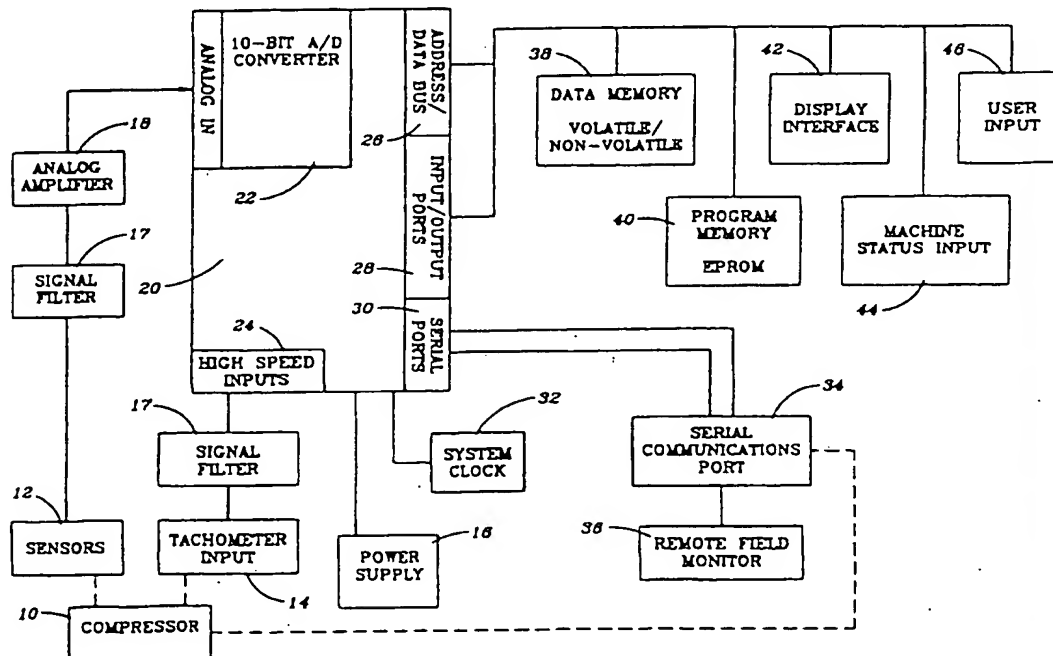 ANALOG IN
10-BIT A/D
CONVERTER
22
ADDRESS/
DATA BUS
26
INPUT/OUTPUT
PORTS
28
30
SERIAL
PORTS
20
24
HIGH SPEED
INPUTS
18
ANALOG
AMPLIFIER
17
SIGNAL
FILTER
12
SENSORS
10
COMPRESSOR
17
SIGNAL
FILTER
TACHOMETER
INPUT
14
16
POWER
SUPPLY
32
SYSTEM
CLOCK
38
DATA MEMORY
VOLATILE/
NON-VOLATILE
40
PROGRAM
MEMORY
EPROM
42
DISPLAY
INTERFACE
MACHINE
STATUS INPUT
44
46
USER
INPUT
34
SERIAL
COMMUNICATIONS
PORT
36
REMOTE FIELD
MONITOR